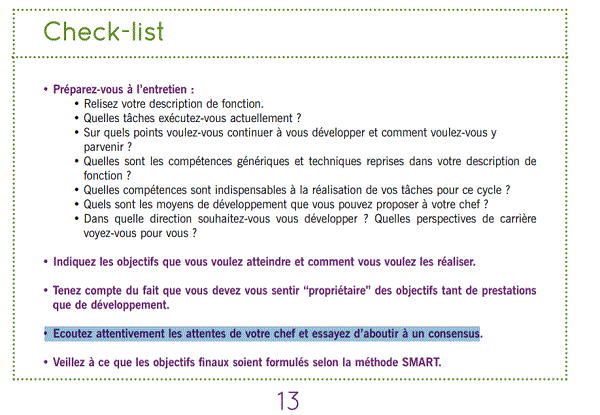 Check-list
• Préparez-vous à l'entretien :
• Relisez votre description de fonction.
• Quelles tâches exécutez-vous actuellement ?
• Sur quels points voulez-vous continuer à vous développer et comment voulez-vous y
parvenir ?
• Quelles sont les compétences génériques et techniques reprises dans votre description de
fonction ?
• Quelles compétences sont indispensables à la réalisation de vos tâches pour ce cycle ?
• Quels sont les moyens de développement que vous pouvez proposer à votre chef ?
• Dans quelle direction souhaitez-vous vous développer ? Quelles perspectives de carrière
voyez-vous pour vous ?
• Indiquez les objectifs que vous voulez atteindre et comment vous voulez les réaliser.
• Tenez compte du fait que vous devez vous sentir “propriétaire” des objectifs tant de prestations
que de développement.
• Ecoutez attentivement les attentes de votre chef et essayez d'aboutir à un consensus.
• Veillez à ce que les objectifs finaux soient formulés selon la méthode SMART.
13